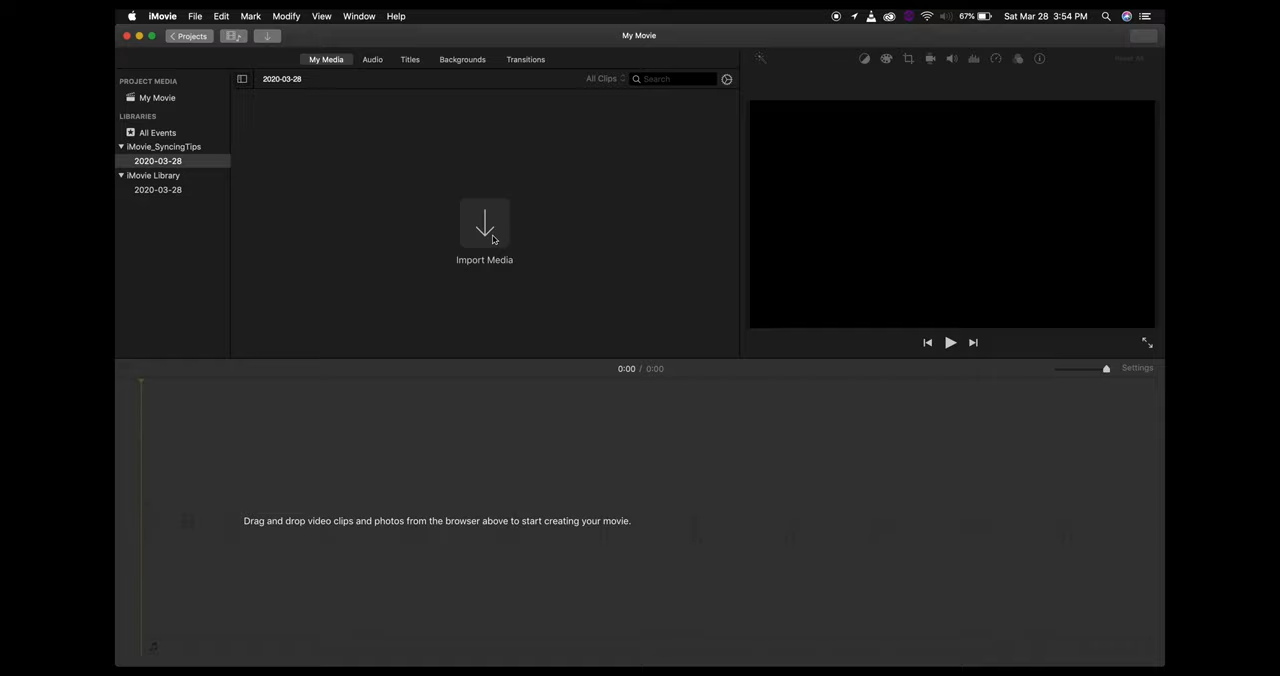 iMovie File Edit Mark Modify View Window Help 67% Sat Mar 28 3:54 PM
Projects My Movie
My Media Audio Titles Backgrounds Transitions Reset All
PROJECT MEDIA 2020-03-28 All Clips Search
My Movie
LIBRARIES
All Events
iMovie_SyncingTips
2020-03-28
iMovie Library
2020-03-28
Import Media
0:00 / 0:00 Settings
Drag and drop video clips and photos from the browser above to start creating your movie.